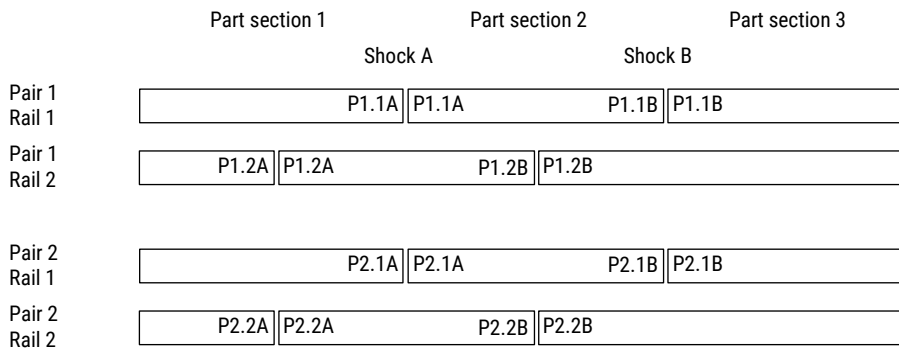 Part section 1 Part section 2 Part section 3
Shock A Shock B
Pair 1
Rail 1
P1.1A P1.1A P1.1B P1.1B
Pair 1
Rail 2
P1.2A P1.2A P1.2B P1.2B
Pair 2
Rail 1
P2.1A P2.1A P2.1B P2.1B
Pair 2
Rail 2
P2.2A P2.2A P2.2B P2.2B